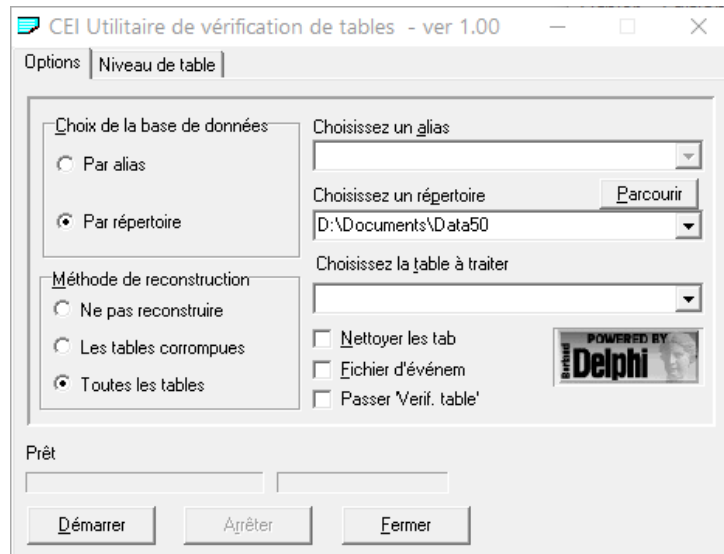 CEI Utilitaire de vérification de tables - ver 1.00
Options
Niveau de table
Choix de la base de données
Par alias
Par répertoire
Choisissez un alias
Choisissez un répertoire
Parcourir
D:\Documents\Data50
Choisissez la table à traiter
Méthode de reconstruction
Ne pas reconstruire
Les tables corrompues
Toutes les tables
Nettoyer les tab
Fichier d'événem
Passer 'Verif. table'
POWERED BY
Borland
Delphi
Prêt
Démarrer
Arrêter
Fermer